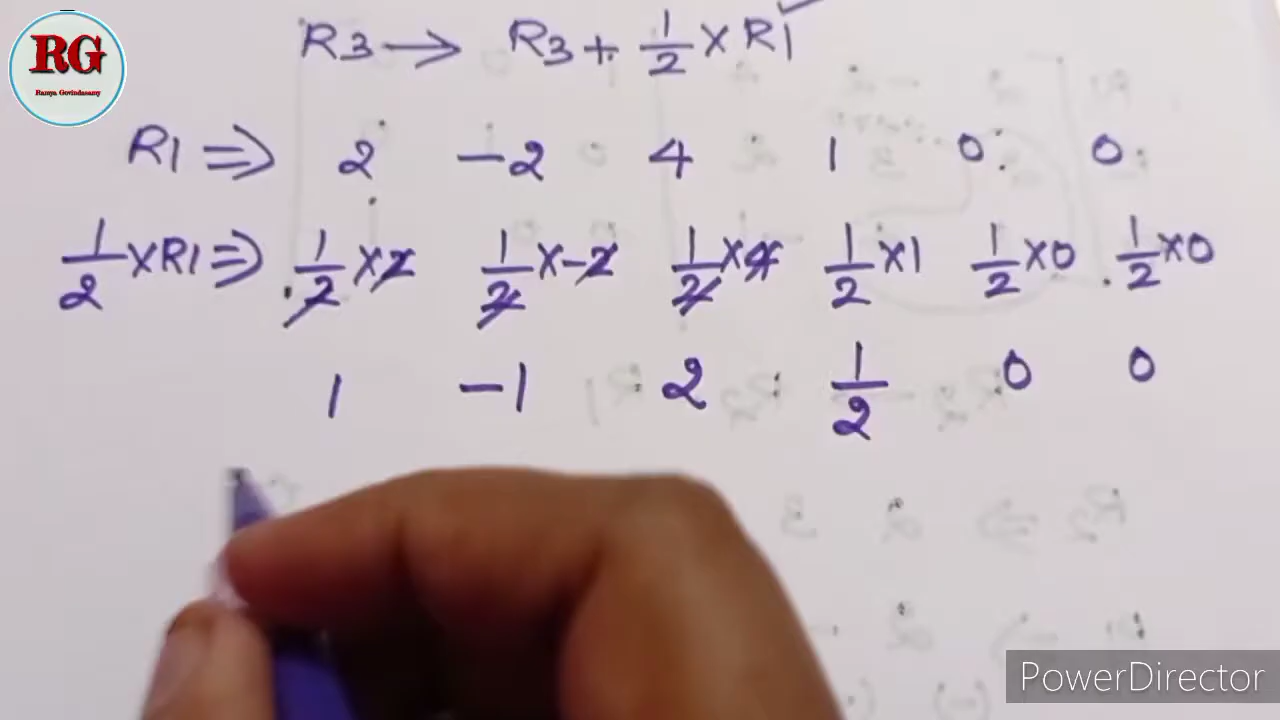 RG
Ramya Govindasamy
R3 → R3 + 1/2 × R1
R1 ⇒ 2 -2 4 1 0 0
1/2 × R1 ⇒ 1/2 × 2 1/2 × -2 1/2 × 4 1/2 × 1 1/2 × 0 1/2 × 0
1 -1 2 1/2 0 0
PowerDirector